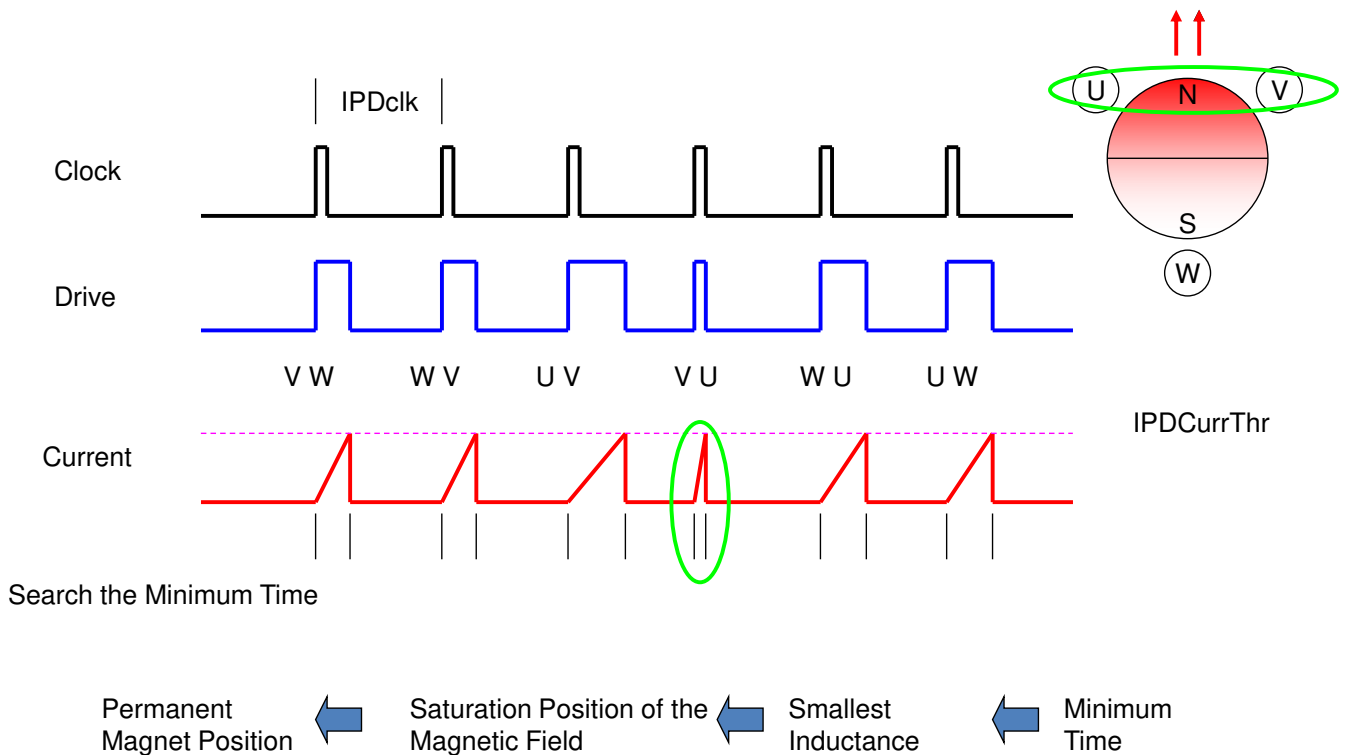 IPDclk
U
N
V
Clock
S
W
Drive
V W
W V
U V
V U
W U
U W
IPDCurrThr
Current
Search the Minimum Time
Permanent
Magnet Position
Saturation Position of the
Magnetic Field
Smallest
Inductance
Minimum
Time